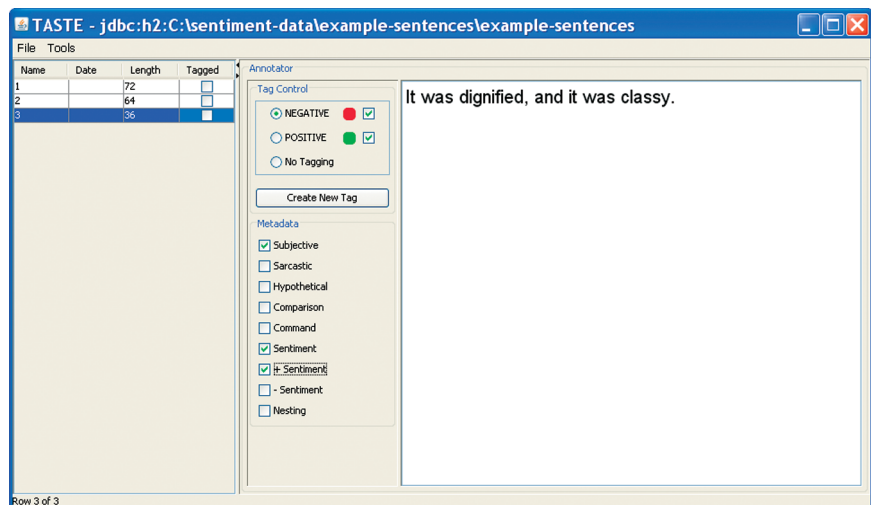 TASTE - jdbc:h2:C:\sentiment-data\example-sentences\example-sentences
File Tools
Name Date Length Tagged
1 72
2 64
3 36
Annotator
Tag Control
NEGATIVE
POSITIVE
No Tagging
Create New Tag
Metadata
Subjective
Sarcastic
Hypothetical
Comparison
Command
Sentiment
+ Sentiment
- Sentiment
Nesting
It was dignified, and it was classy.
Row 3 of 3